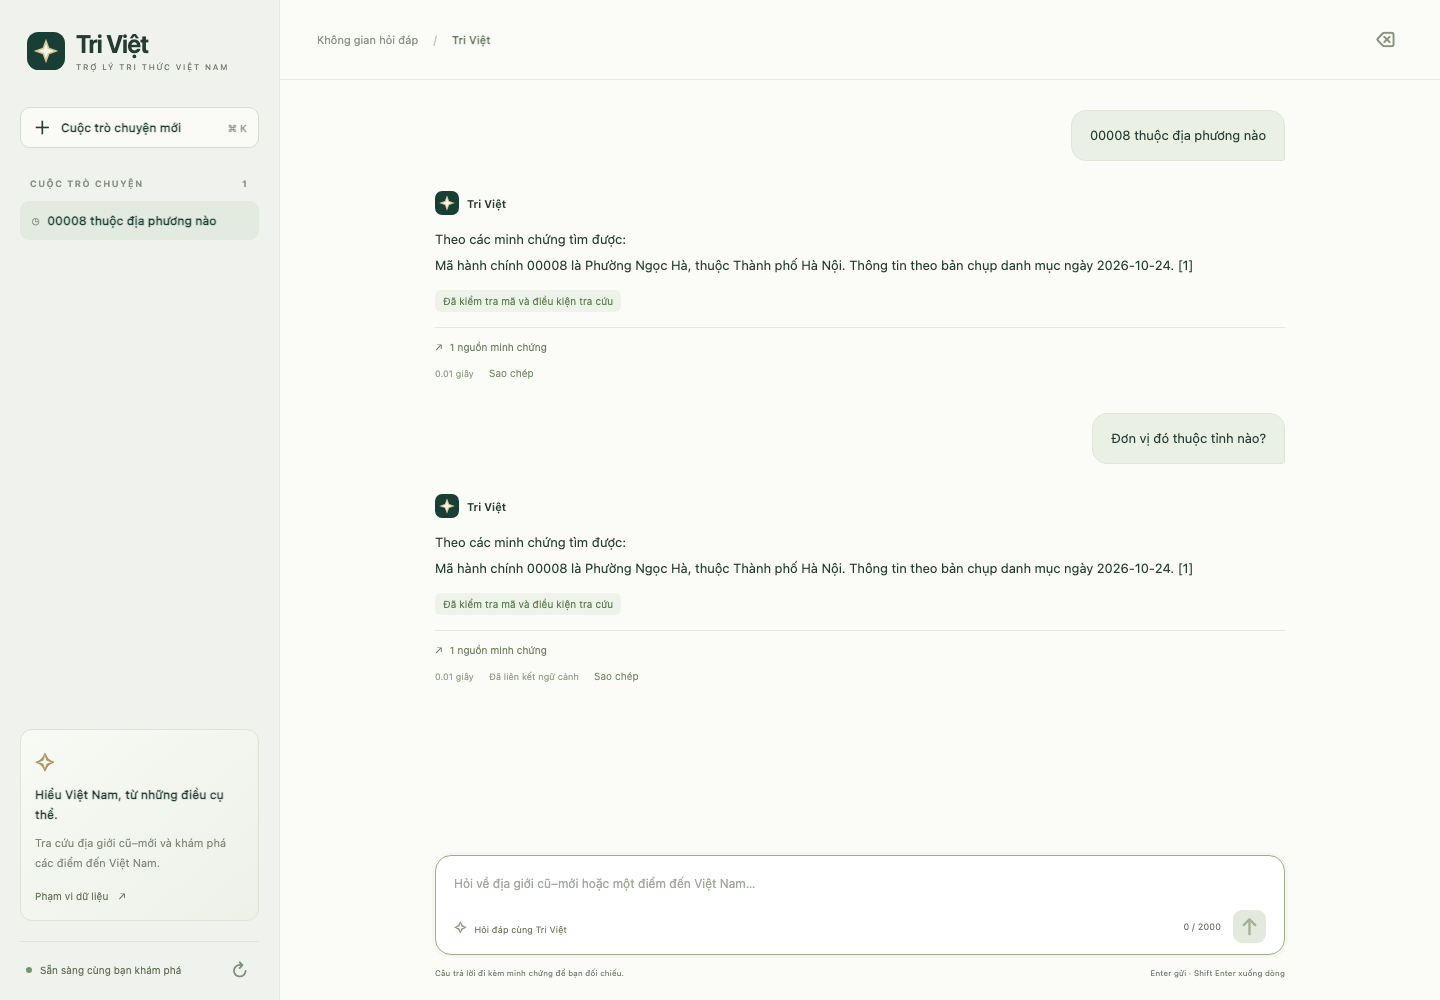 Tri Việt
TRỢ LÝ TRI THỨC VIỆT NAM
Cuộc trò chuyện mới
⌘ K
CUỘC TRÒ CHUYỆN
1
00008 thuộc địa phương nào
Hiểu Việt Nam, từ những điều cụ
thể.
Tra cứu địa giới cũ–mới và khám phá
các điểm đến Việt Nam.
Phạm vi dữ liệu ↗
Sẵn sàng cùng bạn khám phá
Không gian hỏi đáp / Tri Việt
00008 thuộc địa phương nào
Tri Việt
Theo các minh chứng tìm được:
Mã hành chính 00008 là Phường Ngọc Hà, thuộc Thành phố Hà Nội. Thông tin theo bản chụp danh mục ngày 2026-10-24. [1]
Đã kiểm tra mã và điều kiện tra cứu
↗ 1 nguồn minh chứng
0.01 giây Sao chép
Đơn vị đó thuộc tỉnh nào?
Tri Việt
Theo các minh chứng tìm được:
Mã hành chính 00008 là Phường Ngọc Hà, thuộc Thành phố Hà Nội. Thông tin theo bản chụp danh mục ngày 2026-10-24. [1]
Đã kiểm tra mã và điều kiện tra cứu
↗ 1 nguồn minh chứng
0.01 giây Đã liên kết ngữ cảnh Sao chép
Hỏi về địa giới cũ–mới hoặc một điểm đến Việt Nam...
Hỏi đáp cùng Tri Việt
0 / 2000
Câu trả lời đi kèm minh chứng để bạn đối chiếu.
Enter gửi · Shift Enter xuống dòng